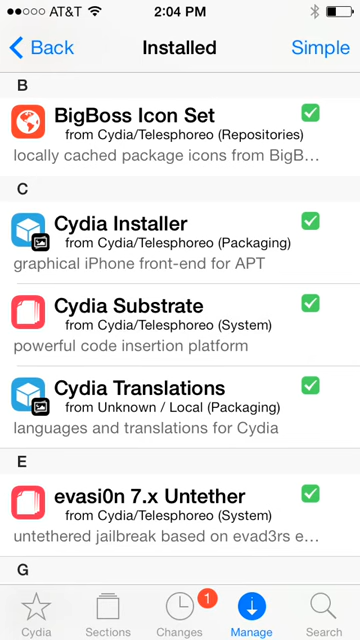 AT&T 2:04 PM
Back Installed Simple
B
BigBoss Icon Set
from Cydia/Telesphoreo (Repositories)
locally cached package icons from BigB…
C
Cydia Installer
from Cydia/Telesphoreo (Packaging)
graphical iPhone front-end for APT
Cydia Substrate
from Cydia/Telesphoreo (System)
powerful code insertion platform
Cydia Translations
from Unknown / Local (Packaging)
languages and translations for Cydia
E
evasi0n 7.x Untether
from Cydia/Telesphoreo (System)
untethered jailbreak based on evad3rs e…
G
1
Cydia Sections Changes Manage Search